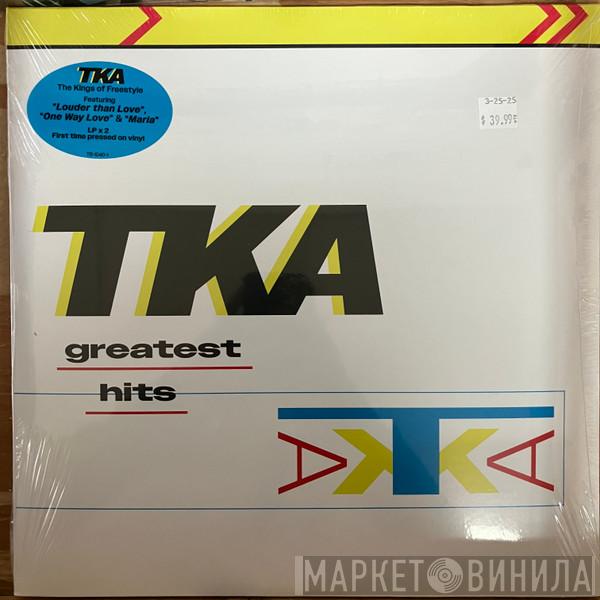 TKA
The Kings of Freestyle
Featuring
"Louder than Love",
"One Way Love" & "Maria"
LP x 2
First time pressed on vinyl
3-25-25
$ 39.99
TKA
greatest
hits
AKTKA
МАРКЕТ ВИНИЛА